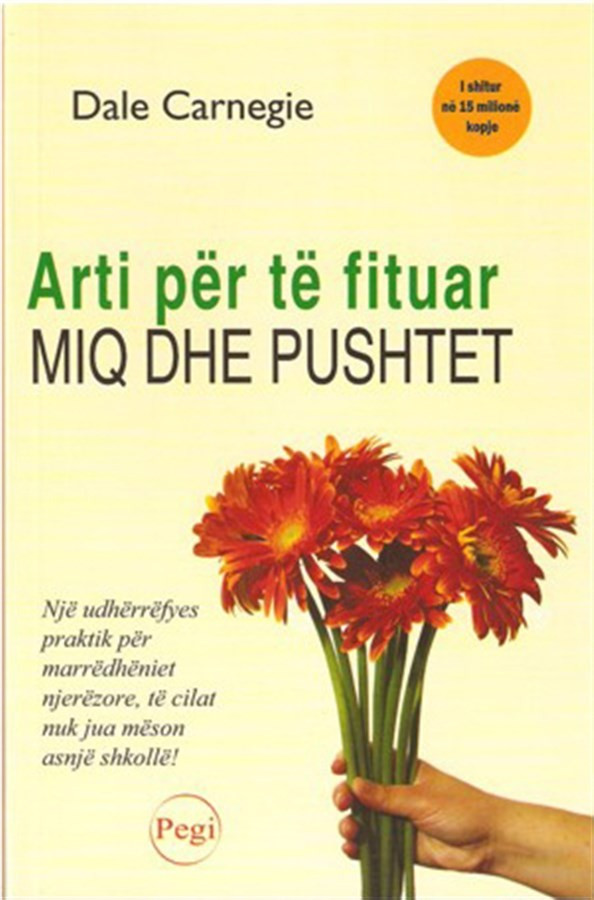 Dale Carnegie
I shitur
në 15 milionë
kopje
Arti për të fituar
MIQ DHE PUSHTET
Një udhërrëfyes
praktik për
marrëdhëniet
njerëzore, të cilat
nuk jua mëson
asnjë shkollë!
Pegi